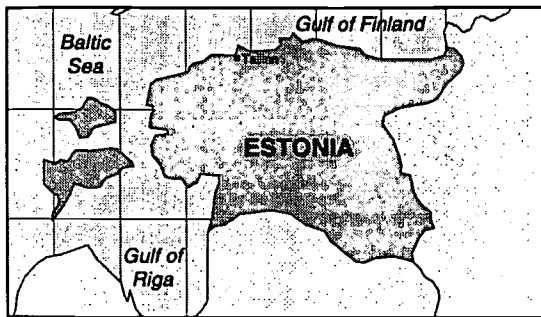 Gulf of Finland
Baltic
Sea
Tallinn
ESTONIA
Gulf of
Riga